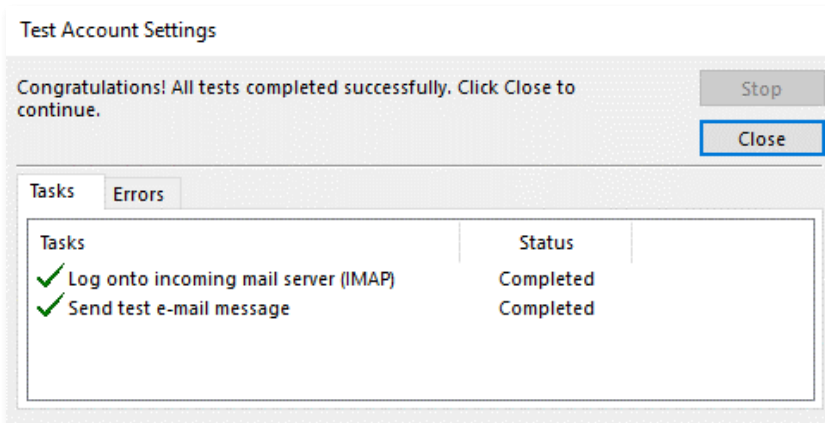 Test Account Settings
Congratulations! All tests completed successfully. Click Close to
continue.
Stop
Close
Tasks Errors
Tasks Status
Log onto incoming mail server (IMAP) Completed
Send test e-mail message Completed